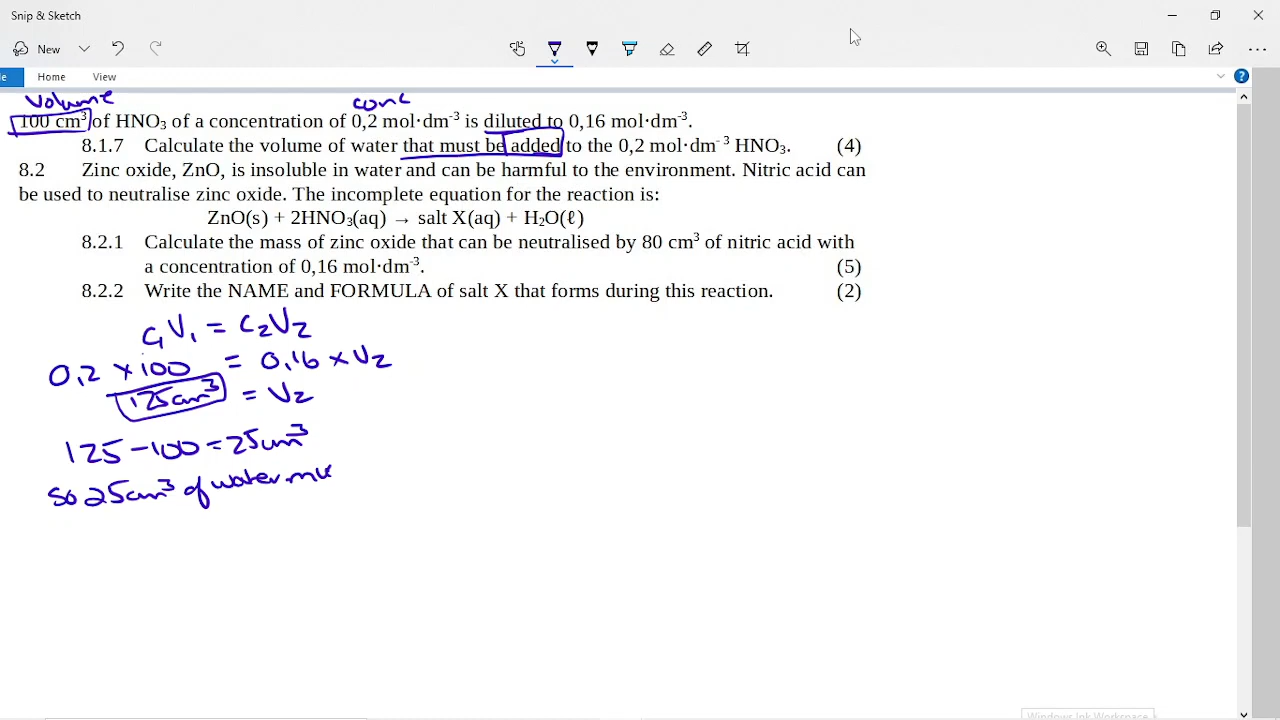 Snip & Sketch
New
Home View
volume conc
100 cm³ of HNO₃ of a concentration of 0,2 mol·dm⁻³ is diluted to 0,16 mol·dm⁻³.
8.1.7 Calculate the volume of water that must be added to the 0,2 mol·dm⁻³ HNO₃. (4)
8.2 Zinc oxide, ZnO, is insoluble in water and can be harmful to the environment. Nitric acid can
be used to neutralise zinc oxide. The incomplete equation for the reaction is:
ZnO(s) + 2HNO₃(aq) → salt X(aq) + H₂O(ℓ)
8.2.1 Calculate the mass of zinc oxide that can be neutralised by 80 cm³ of nitric acid with
a concentration of 0,16 mol·dm⁻³. (5)
8.2.2 Write the NAME and FORMULA of salt X that forms during this reaction. (2)
C₁V₁ = C₂V₂
0,2 × 100 = 0,16 × V₂
125cm³ = V₂
125 - 100 = 25cm³
so 25cm³ of water mu
Windows Ink Workspace